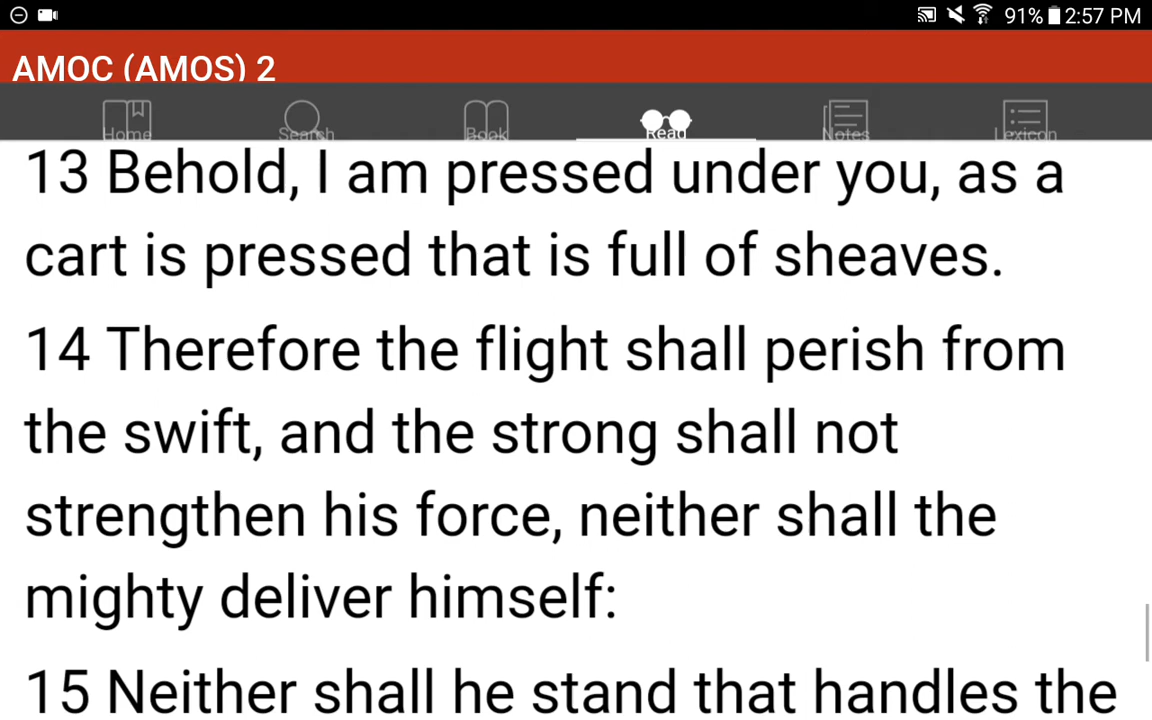 91% 2:57 PM
AMOC (AMOS) 2
Home Search Book Read Notes Lexicon
13 Behold, I am pressed under you, as a
cart is pressed that is full of sheaves.
14 Therefore the flight shall perish from
the swift, and the strong shall not
strengthen his force, neither shall the
mighty deliver himself:
15 Neither shall he stand that handles the